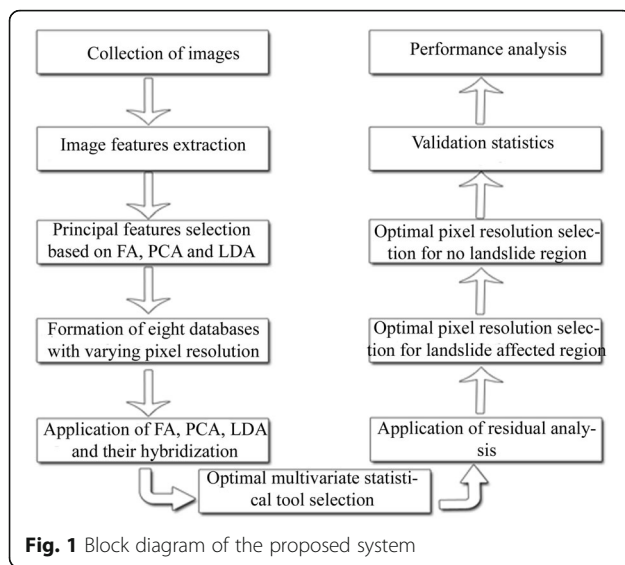 Collection of images
Image features extraction
Principal features selection
based on FA, PCA and LDA
Formation of eight databases
with varying pixel resolution
Application of FA, PCA, LDA
and their hybridization
Optimal multivariate statisti-
cal tool selection
Application of residual analy-
sis
Optimal pixel resolution selec-
tion for landslide affected region
Optimal pixel resolution selec-
tion for no landslide region
Validation statistics
Performance analysis
Fig. 1 Block diagram of the proposed system